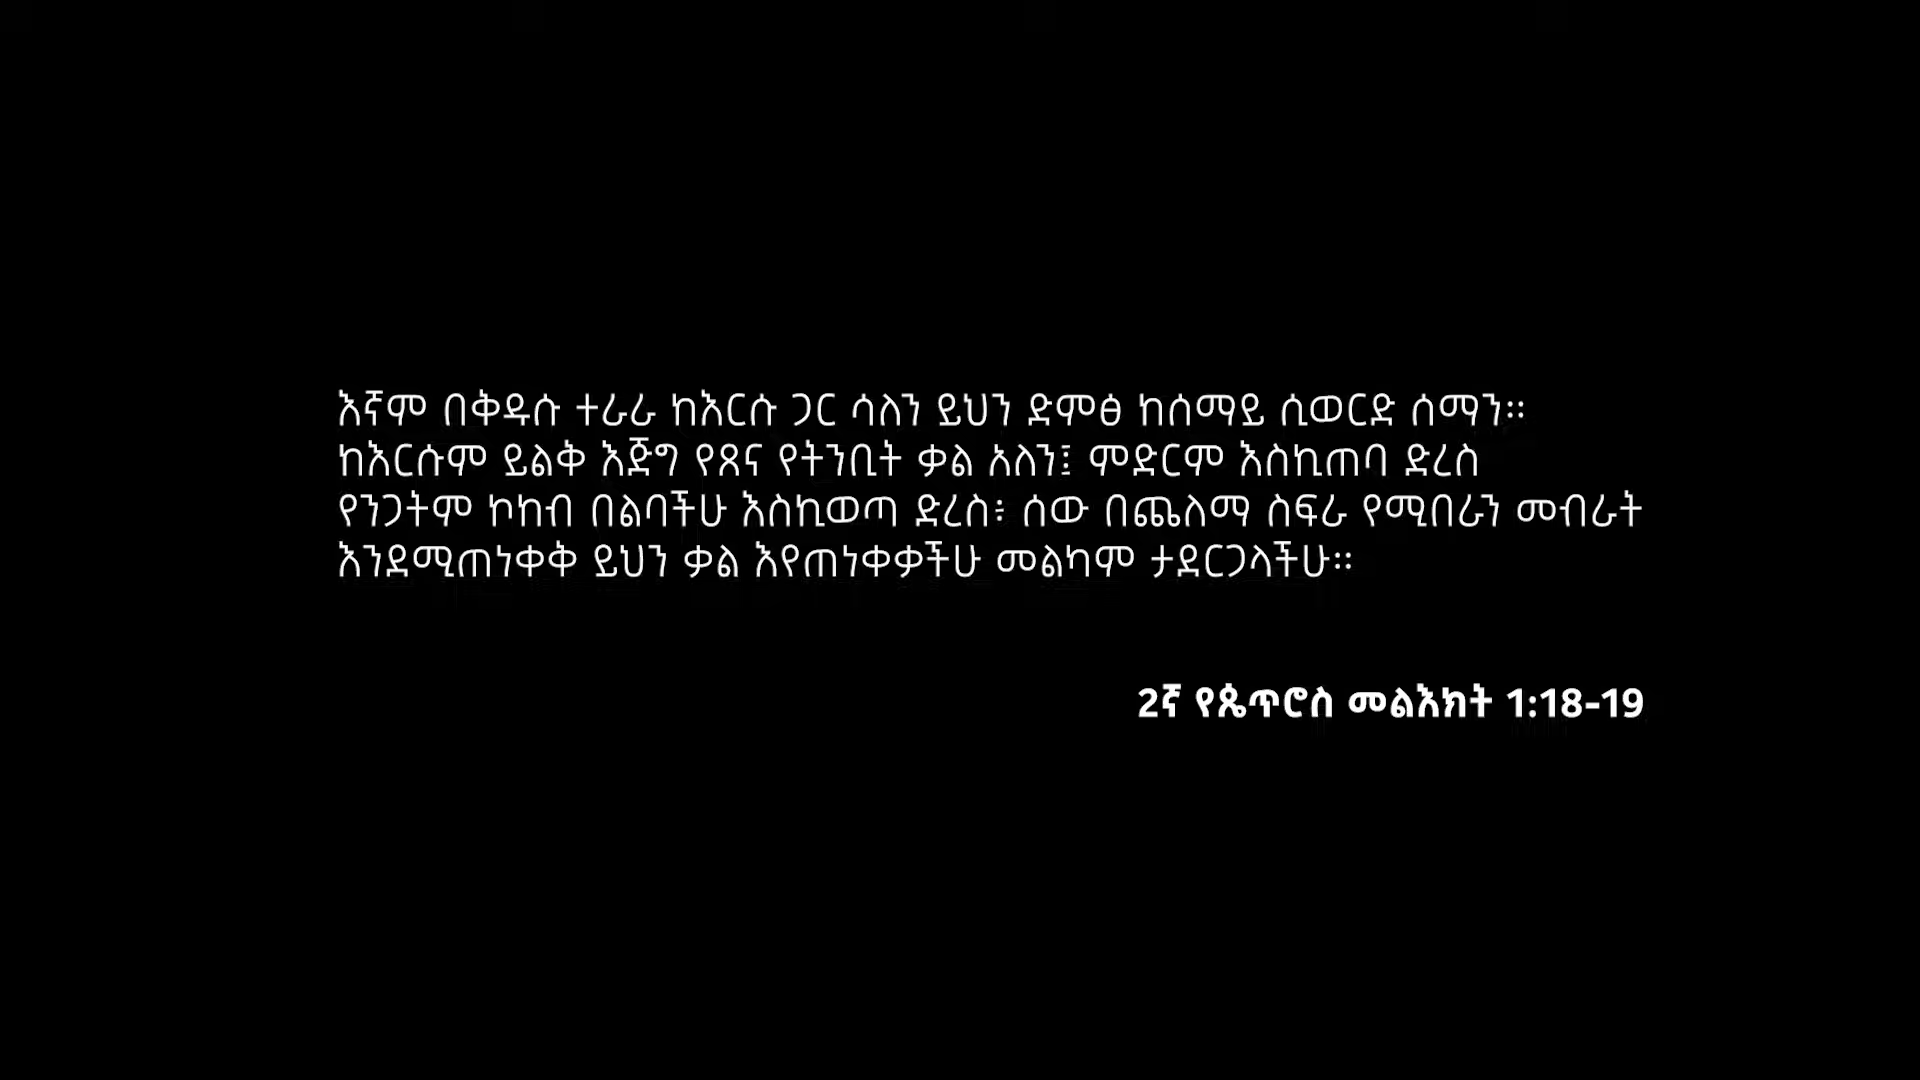 እኛም በቅዱሱ ተራራ ከእርሱ ጋር ሳለን ይህን ድምፅ ከሰማይ ሲወርድ ሰማን።
ከእርሱም ይልቅ እጅግ የጸና የትንቢት ቃል አለን፤ ምድርም እስኪጠባ ድረስ
የንጋትም ኮከብ በልባችሁ እስኪወጣ ድረስ፥ ሰው በጨለማ ስፍራ የሚበራን መብራት
እንደሚጠነቀቅ ይህን ቃል እየጠነቀቃችሁ መልካም ታደርጋላችሁ።
2ኛ የጴጥሮስ መልእክት 1:18-19